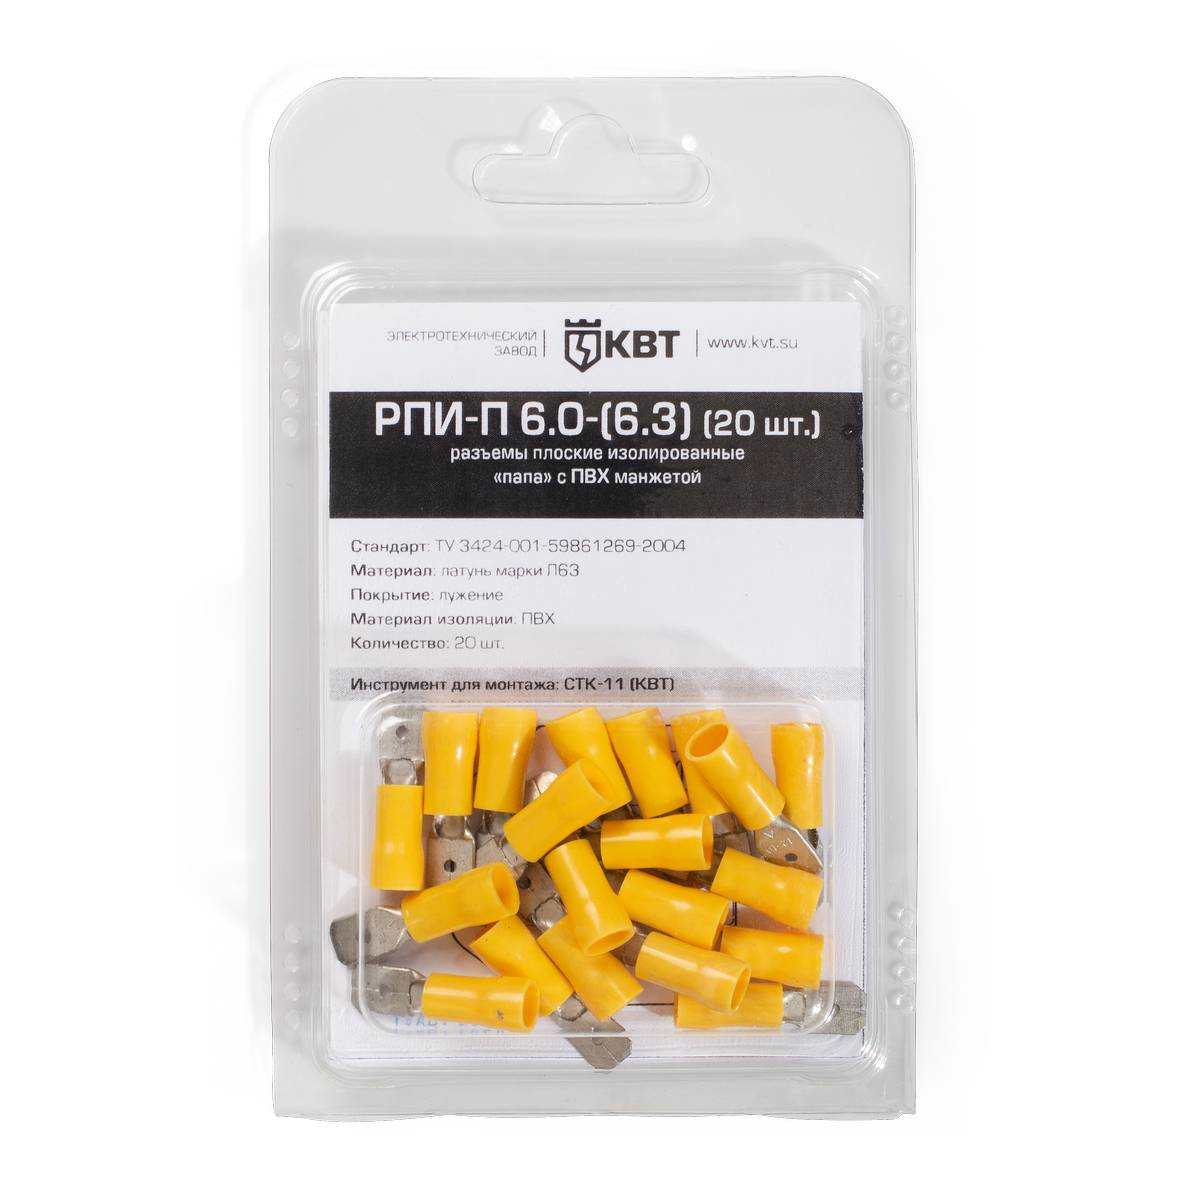 ЭЛЕКТРОТЕХНИЧЕСКИЙ
ЗАВОД
КВТ
www.kvt.su
РПИ-П 6.0-(6.3) (20 шт.)
разъемы плоские изолированные
«папа» с ПВХ манжетой
Стандарт: ТУ 3424-001-59861269-2004
Материал: латунь марки Л63
Покрытие: лужение
Материал изоляции: ПВХ
Количество: 20 шт.
Инструмент для монтажа: СТК-11 (КВТ)